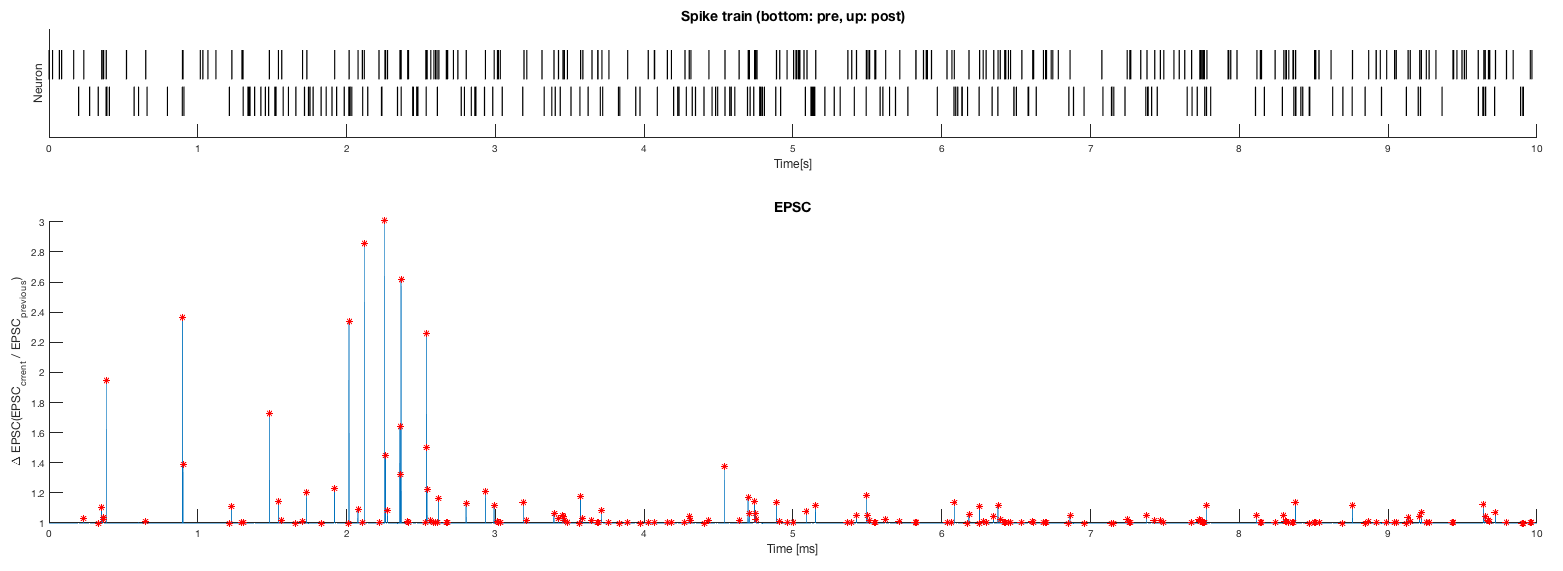 Spike train (bottom: pre, up: post)
Neuron
0 1 2 3 4 5 6 7 8 9 10
Time[s]
EPSC
Δ EPSC(EPSC_crrent / EPSC_previous)
3
2.8
2.6
2.4
2.2
2
1.8
1.6
1.4
1.2
1
0 1 2 3 4 5 6 7 8 9 10
Time [ms]